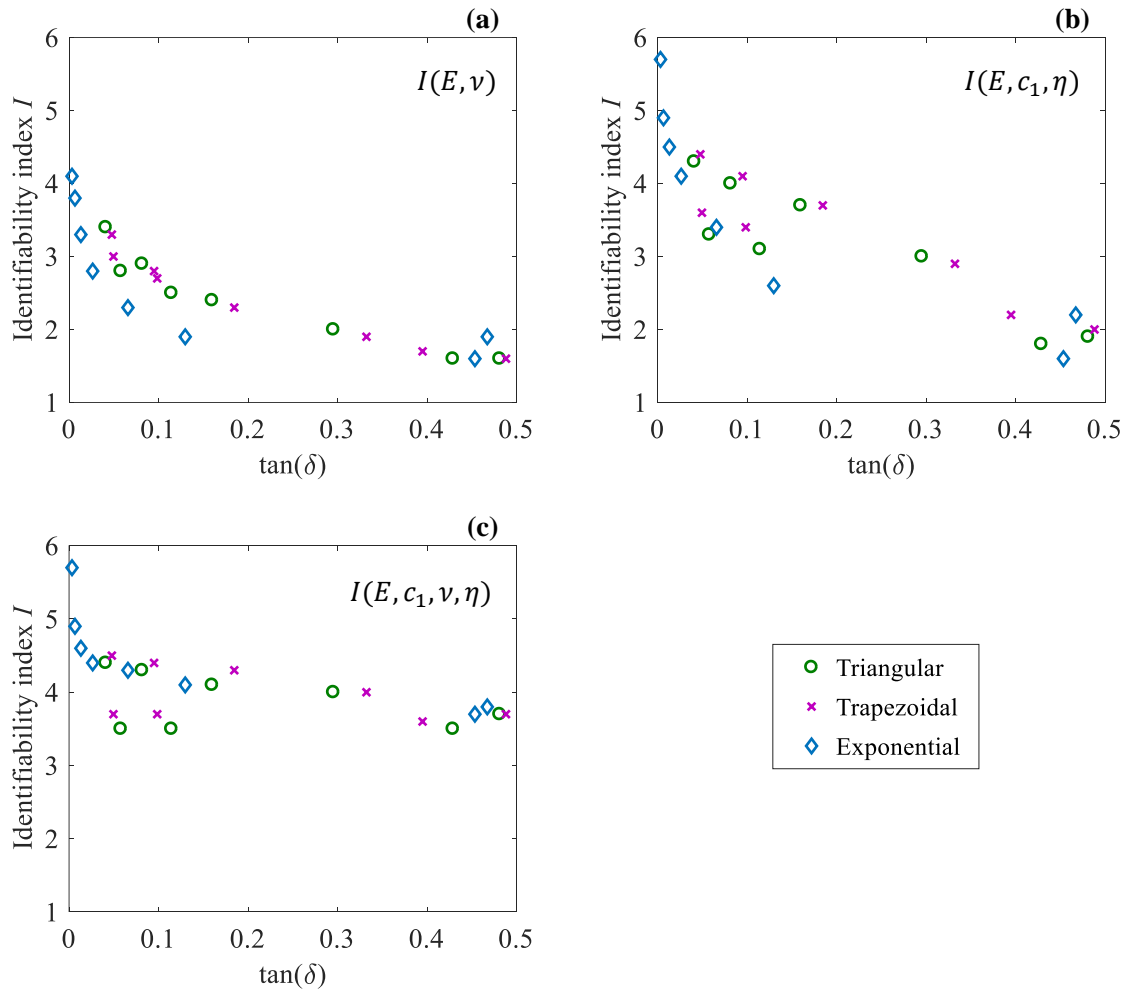 (a)
I(E, ν)
Identifiability index I
6
5
4
3
2
1
0
0.1
0.2
0.3
0.4
0.5
tan(δ)
(b)
I(E, c₁, η)
Identifiability index I
6
5
4
3
2
1
0
0.1
0.2
0.3
0.4
0.5
tan(δ)
(c)
I(E, c₁, ν, η)
Identifiability index I
6
5
4
3
2
1
0
0.1
0.2
0.3
0.4
0.5
tan(δ)
Triangular
Trapezoidal
Exponential